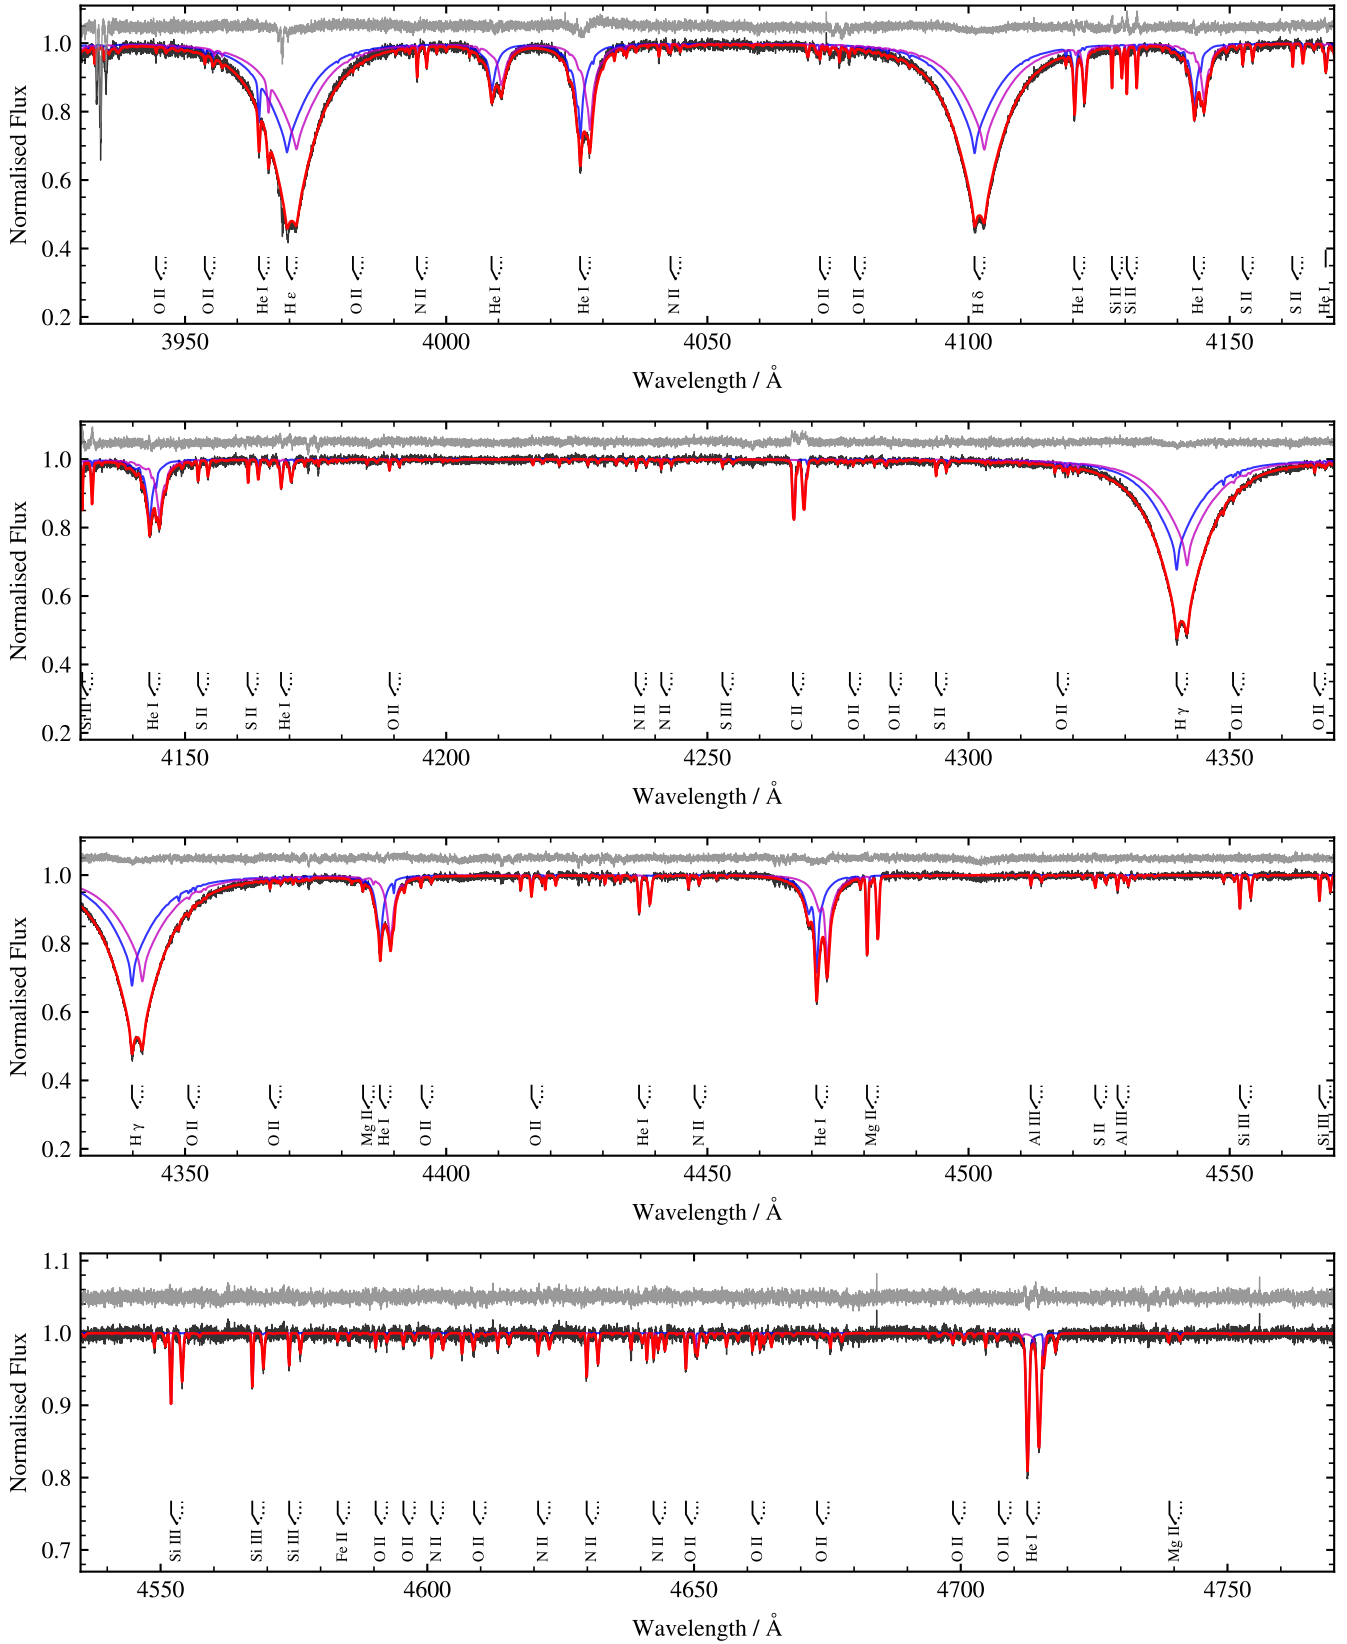 1.0
0.8
0.6
0.4
0.2
Normalised Flux
O II O II He I H ε O II N II He I He I N II O II O II H δ He I Si II Si II He I S II S II He I
3950 4000 4050 4100 4150
Wavelength / Å
1.0
0.8
0.6
0.4
0.2
Normalised Flux
Si II He I S II S II He I O II N II N II S III C II O II O II S II O II H γ O II O II
4150 4200 4250 4300 4350
Wavelength / Å
1.0
0.8
0.6
0.4
0.2
Normalised Flux
H γ O II O II Mg II He I O II O II He I N II He I Mg II Al III S II Al III Si III Si III
4350 4400 4450 4500 4550
Wavelength / Å
1.1
1.0
0.9
0.8
0.7
Normalised Flux
Si III Si III Si III Fe II O II O II N II O II N II N II N II O II O II O II O II O II He I Mg II
4550 4600 4650 4700 4750
Wavelength / Å